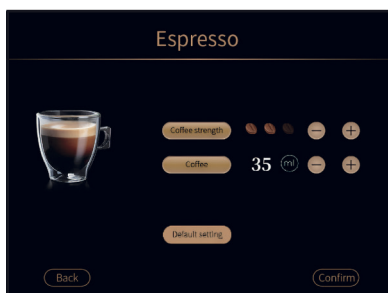 Espresso
Coffee strength
Coffee 35 ml
Default setting
Back Confirm